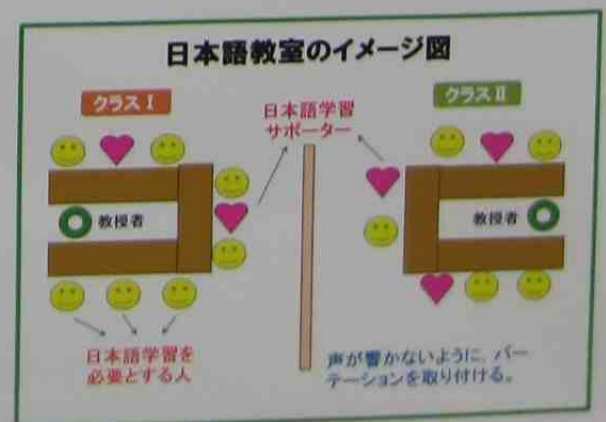 日本語教室のイメージ図
クラスⅠ
日本語学習
サポーター
クラスⅡ
教授者
教授者
日本語学習を
必要とする人
声が響かないように、パー
テーションを取り付ける。